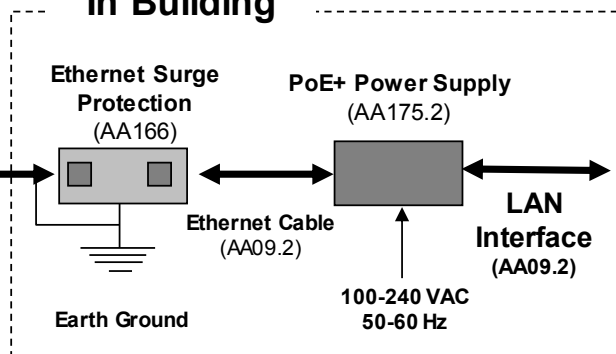 In Building
Ethernet Surge
Protection
(AA166)
PoE+ Power Supply
(AA175.2)
Ethernet Cable
(AA09.2)
LAN
Interface
(AA09.2)
Earth Ground
100-240 VAC
50-60 Hz